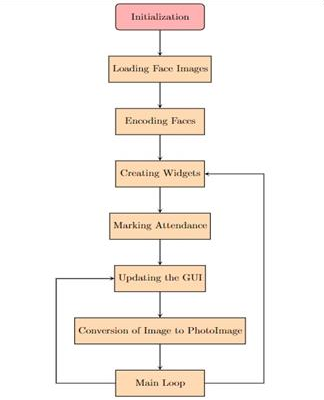 Initialization
Loading Face Images
Encoding Faces
Creating Widgets
Marking Attendance
Updating the GUI
Conversion of Image to PhotoImage
Main Loop